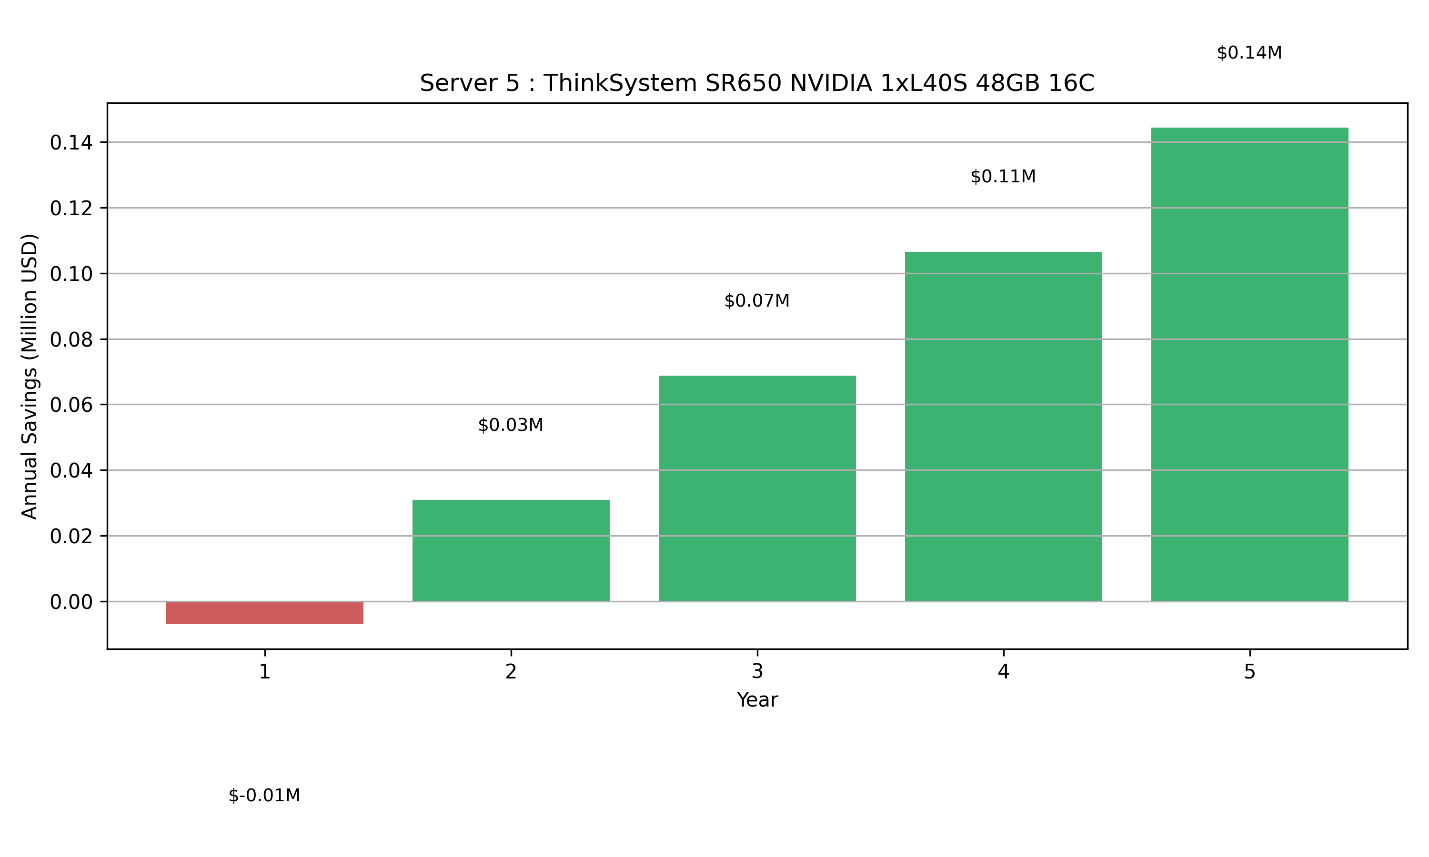 $0.14M
Server 5 : ThinkSystem SR650 NVIDIA 1xL40S 48GB 16C
Annual Savings (Million USD)
0.14
0.12
0.10
0.08
0.06
0.04
0.02
0.00
$0.11M
$0.07M
$0.03M
1 2 3 4 5
Year
$-0.01M